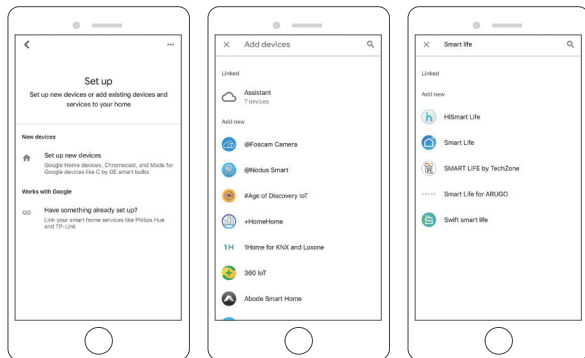 Set up
Set up new devices or add existing devices and
services to your home
New devices
Set up new devices
Google Home devices, Chromecast, and Made for
Google devices like C by GE smart bulbs
Works with Google
Have something already set up?
Link your smart home services like Philips Hue
and TP-Link
Add devices
Linked
Assistant
7 devices
Add new
@Foscam Camera
@Nodus Smart
#Age of Discovery IoT
+HomeHome
1H
1Home for KNX and Loxone
360 IoT
Abode Smart Home
Smart life
Linked
Add new
HiSmart Life
Smart Life
SMART LIFE by TechZone
Smart Life for ARUGO
Swift smart life